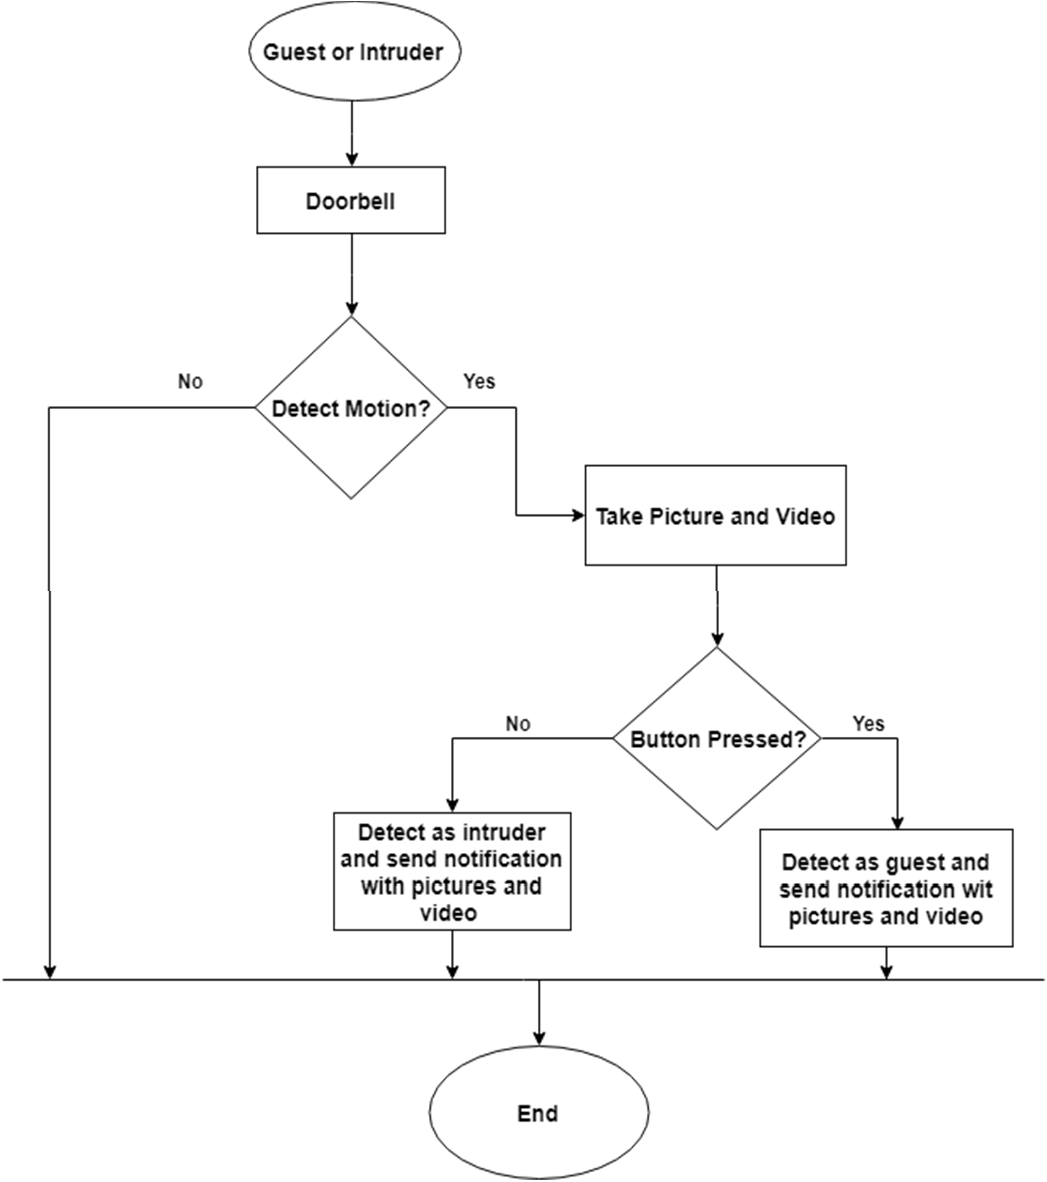 Guest or Intruder
Doorbell
No
Yes
Detect Motion?
Take Picture and Video
No
Yes
Button Pressed?
Detect as intruder
and send notification
with pictures and
video
Detect as guest and
send notification wit
pictures and video
End